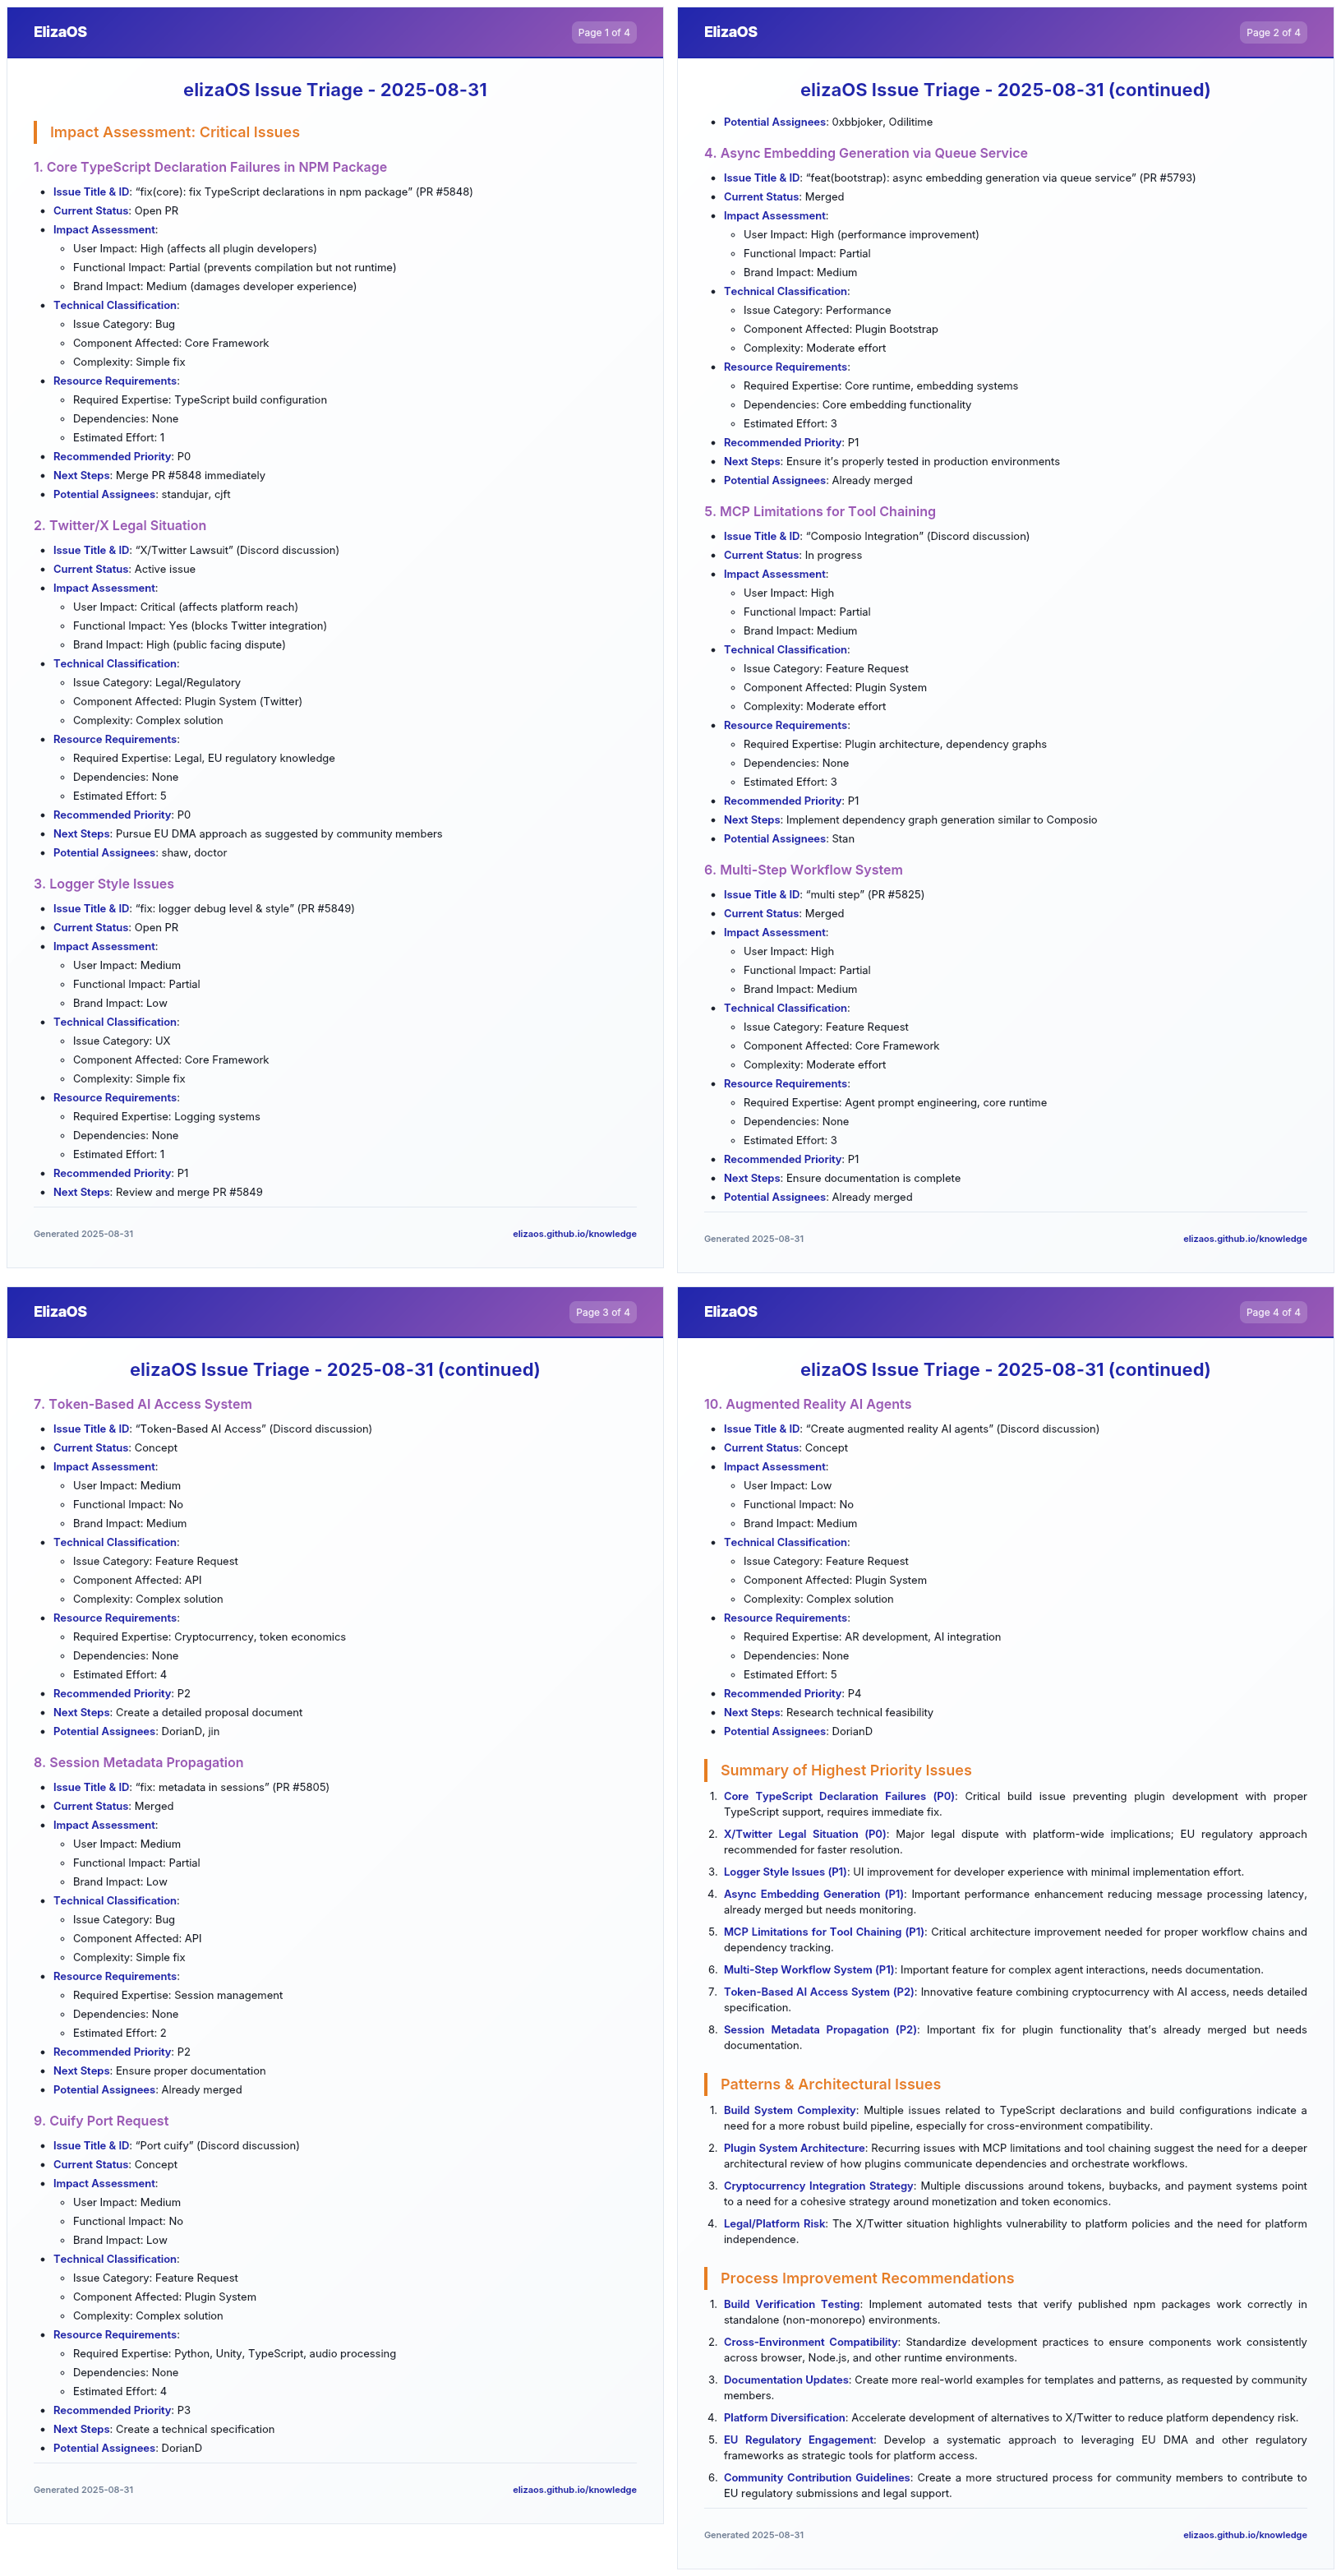 ElizaOS
Page 1 of 4
elizaOS Issue Triage - 2025-08-31
Impact Assessment: Critical Issues
1. Core TypeScript Declaration Failures in NPM Package
• Issue Title & ID: “fix(core): fix TypeScript declarations in npm package” (PR #5848)
• Current Status: Open PR
• Impact Assessment:
◦ User Impact: High (affects all plugin developers)
◦ Functional Impact: Partial (prevents compilation but not runtime)
◦ Brand Impact: Medium (damages developer experience)
• Technical Classification:
◦ Issue Category: Bug
◦ Component Affected: Core Framework
◦ Complexity: Simple fix
• Resource Requirements:
◦ Required Expertise: TypeScript build configuration
◦ Dependencies: None
◦ Estimated Effort: 1
• Recommended Priority: P0
• Next Steps: Merge PR #5848 immediately
• Potential Assignees: standujar, cjft
2. Twitter/X Legal Situation
• Issue Title & ID: “X/Twitter Lawsuit” (Discord discussion)
• Current Status: Active issue
• Impact Assessment:
◦ User Impact: Critical (affects platform reach)
◦ Functional Impact: Yes (blocks Twitter integration)
◦ Brand Impact: High (public facing dispute)
• Technical Classification:
◦ Issue Category: Legal/Regulatory
◦ Component Affected: Plugin System (Twitter)
◦ Complexity: Complex solution
• Resource Requirements:
◦ Required Expertise: Legal, EU regulatory knowledge
◦ Dependencies: None
◦ Estimated Effort: 5
• Recommended Priority: P0
• Next Steps: Pursue EU DMA approach as suggested by community members
• Potential Assignees: shaw, doctor
3. Logger Style Issues
• Issue Title & ID: “fix: logger debug level & style” (PR #5849)
• Current Status: Open PR
• Impact Assessment:
◦ User Impact: Medium
◦ Functional Impact: Partial
◦ Brand Impact: Low
• Technical Classification:
◦ Issue Category: UX
◦ Component Affected: Core Framework
◦ Complexity: Simple fix
• Resource Requirements:
◦ Required Expertise: Logging systems
◦ Dependencies: None
◦ Estimated Effort: 1
• Recommended Priority: P1
• Next Steps: Review and merge PR #5849
Generated 2025-08-31
elizaos.github.io/knowledge
ElizaOS
Page 2 of 4
elizaOS Issue Triage - 2025-08-31 (continued)
• Potential Assignees: 0xbbjoker, Odilitime
4. Async Embedding Generation via Queue Service
• Issue Title & ID: “feat(bootstrap): async embedding generation via queue service” (PR #5793)
• Current Status: Merged
• Impact Assessment:
◦ User Impact: High (performance improvement)
◦ Functional Impact: Partial
◦ Brand Impact: Medium
• Technical Classification:
◦ Issue Category: Performance
◦ Component Affected: Plugin Bootstrap
◦ Complexity: Moderate effort
• Resource Requirements:
◦ Required Expertise: Core runtime, embedding systems
◦ Dependencies: Core embedding functionality
◦ Estimated Effort: 3
• Recommended Priority: P1
• Next Steps: Ensure it’s properly tested in production environments
• Potential Assignees: Already merged
5. MCP Limitations for Tool Chaining
• Issue Title & ID: “Composio Integration” (Discord discussion)
• Current Status: In progress
• Impact Assessment:
◦ User Impact: High
◦ Functional Impact: Partial
◦ Brand Impact: Medium
• Technical Classification:
◦ Issue Category: Feature Request
◦ Component Affected: Plugin System
◦ Complexity: Moderate effort
• Resource Requirements:
◦ Required Expertise: Plugin architecture, dependency graphs
◦ Dependencies: None
◦ Estimated Effort: 3
• Recommended Priority: P1
• Next Steps: Implement dependency graph generation similar to Composio
• Potential Assignees: Stan
6. Multi-Step Workflow System
• Issue Title & ID: “multi step” (PR #5825)
• Current Status: Merged
• Impact Assessment:
◦ User Impact: High
◦ Functional Impact: Partial
◦ Brand Impact: Medium
• Technical Classification:
◦ Issue Category: Feature Request
◦ Component Affected: Core Framework
◦ Complexity: Moderate effort
• Resource Requirements:
◦ Required Expertise: Agent prompt engineering, core runtime
◦ Dependencies: None
◦ Estimated Effort: 3
• Recommended Priority: P1
• Next Steps: Ensure documentation is complete
• Potential Assignees: Already merged
Generated 2025-08-31
elizaos.github.io/knowledge
ElizaOS
Page 3 of 4
elizaOS Issue Triage - 2025-08-31 (continued)
7. Token-Based AI Access System
• Issue Title & ID: “Token-Based AI Access” (Discord discussion)
• Current Status: Concept
• Impact Assessment:
◦ User Impact: Medium
◦ Functional Impact: No
◦ Brand Impact: Medium
• Technical Classification:
◦ Issue Category: Feature Request
◦ Component Affected: API
◦ Complexity: Complex solution
• Resource Requirements:
◦ Required Expertise: Cryptocurrency, token economics
◦ Dependencies: None
◦ Estimated Effort: 4
• Recommended Priority: P2
• Next Steps: Create a detailed proposal document
• Potential Assignees: DorianD, jin
8. Session Metadata Propagation
• Issue Title & ID: “fix: metadata in sessions” (PR #5805)
• Current Status: Merged
• Impact Assessment:
◦ User Impact: Medium
◦ Functional Impact: Partial
◦ Brand Impact: Low
• Technical Classification:
◦ Issue Category: Bug
◦ Component Affected: API
◦ Complexity: Simple fix
• Resource Requirements:
◦ Required Expertise: Session management
◦ Dependencies: None
◦ Estimated Effort: 2
• Recommended Priority: P2
• Next Steps: Ensure proper documentation
• Potential Assignees: Already merged
9. Cuify Port Request
• Issue Title & ID: “Port cuify” (Discord discussion)
• Current Status: Concept
• Impact Assessment:
◦ User Impact: Medium
◦ Functional Impact: No
◦ Brand Impact: Low
• Technical Classification:
◦ Issue Category: Feature Request
◦ Component Affected: Plugin System
◦ Complexity: Complex solution
• Resource Requirements:
◦ Required Expertise: Python, Unity, TypeScript, audio processing
◦ Dependencies: None
◦ Estimated Effort: 4
• Recommended Priority: P3
• Next Steps: Create a technical specification
• Potential Assignees: DorianD
Generated 2025-08-31
elizaos.github.io/knowledge
ElizaOS
Page 4 of 4
elizaOS Issue Triage - 2025-08-31 (continued)
10. Augmented Reality AI Agents
• Issue Title & ID: “Create augmented reality AI agents” (Discord discussion)
• Current Status: Concept
• Impact Assessment:
◦ User Impact: Low
◦ Functional Impact: No
◦ Brand Impact: Medium
• Technical Classification:
◦ Issue Category: Feature Request
◦ Component Affected: Plugin System
◦ Complexity: Complex solution
• Resource Requirements:
◦ Required Expertise: AR development, AI integration
◦ Dependencies: None
◦ Estimated Effort: 5
• Recommended Priority: P4
• Next Steps: Research technical feasibility
• Potential Assignees: DorianD
Summary of Highest Priority Issues
1. Core TypeScript Declaration Failures (P0): Critical build issue preventing plugin development with proper
TypeScript support, requires immediate fix.
2. X/Twitter Legal Situation (P0): Major legal dispute with platform-wide implications; EU regulatory approach
recommended for faster resolution.
3. Logger Style Issues (P1): UI improvement for developer experience with minimal implementation effort.
4. Async Embedding Generation (P1): Important performance enhancement reducing message processing latency,
already merged but needs monitoring.
5. MCP Limitations for Tool Chaining (P1): Critical architecture improvement needed for proper workflow chains and
dependency tracking.
6. Multi-Step Workflow System (P1): Important feature for complex agent interactions, needs documentation.
7. Token-Based AI Access System (P2): Innovative feature combining cryptocurrency with AI access, needs detailed
specification.
8. Session Metadata Propagation (P2): Important fix for plugin functionality that’s already merged but needs
documentation.
Patterns & Architectural Issues
1. Build System Complexity: Multiple issues related to TypeScript declarations and build configurations indicate a
need for a more robust build pipeline, especially for cross-environment compatibility.
2. Plugin System Architecture: Recurring issues with MCP limitations and tool chaining suggest the need for a deeper
architectural review of how plugins communicate dependencies and orchestrate workflows.
3. Cryptocurrency Integration Strategy: Multiple discussions around tokens, buybacks, and payment systems point
to a need for a cohesive strategy around monetization and token economics.
4. Legal/Platform Risk: The X/Twitter situation highlights vulnerability to platform policies and the need for platform
independence.
Process Improvement Recommendations
1. Build Verification Testing: Implement automated tests that verify published npm packages work correctly in
standalone (non-monorepo) environments.
2. Cross-Environment Compatibility: Standardize development practices to ensure components work consistently
across browser, Node.js, and other runtime environments.
3. Documentation Updates: Create more real-world examples for templates and patterns, as requested by community
members.
4. Platform Diversification: Accelerate development of alternatives to X/Twitter to reduce platform dependency risk.
5. EU Regulatory Engagement: Develop a systematic approach to leveraging EU DMA and other regulatory
frameworks as strategic tools for platform access.
6. Community Contribution Guidelines: Create a more structured process for community members to contribute to
EU regulatory submissions and legal support.
Generated 2025-08-31
elizaos.github.io/knowledge